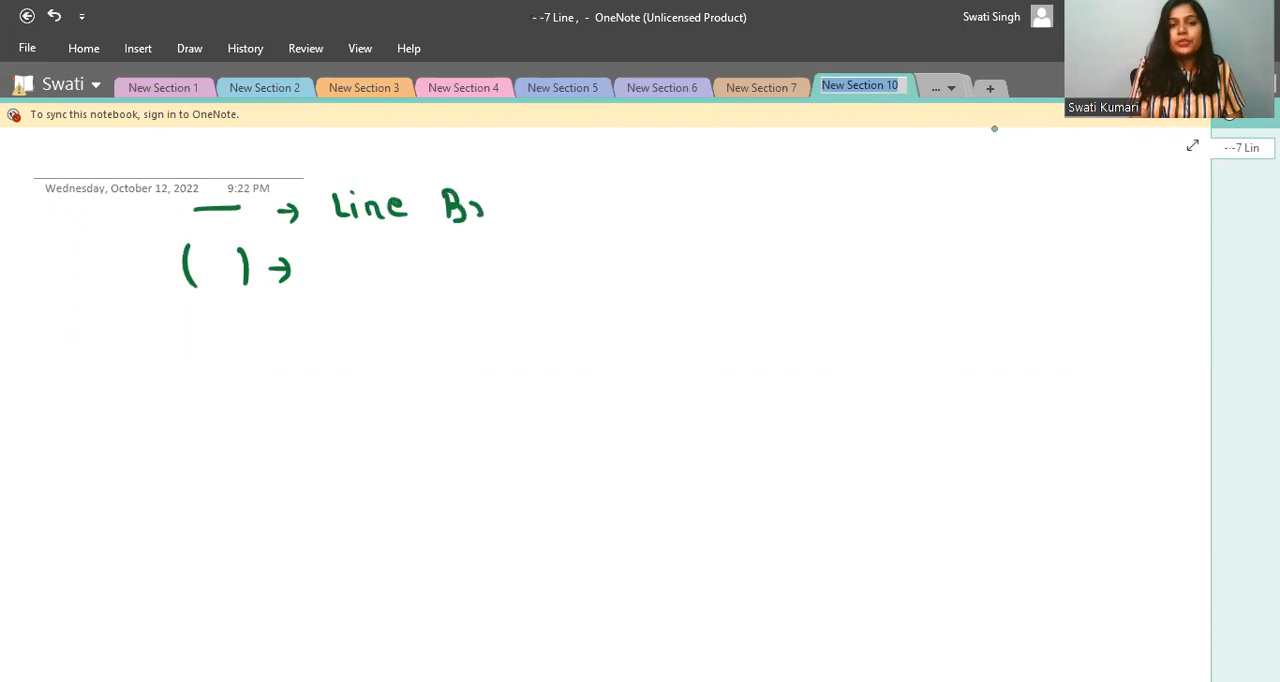 - -7 Line , - OneNote (Unlicensed Product)
Swati Singh
File Home Insert Draw History Review View Help
Swati New Section 1 New Section 2 New Section 3 New Section 4 New Section 5 New Section 6 New Section 7 New Section 10 ... +
Swati Kumari
To sync this notebook, sign in to OneNote.
- -7 Lin
Wednesday, October 12, 2022 9:22 PM
— → Line Bs
( ) →